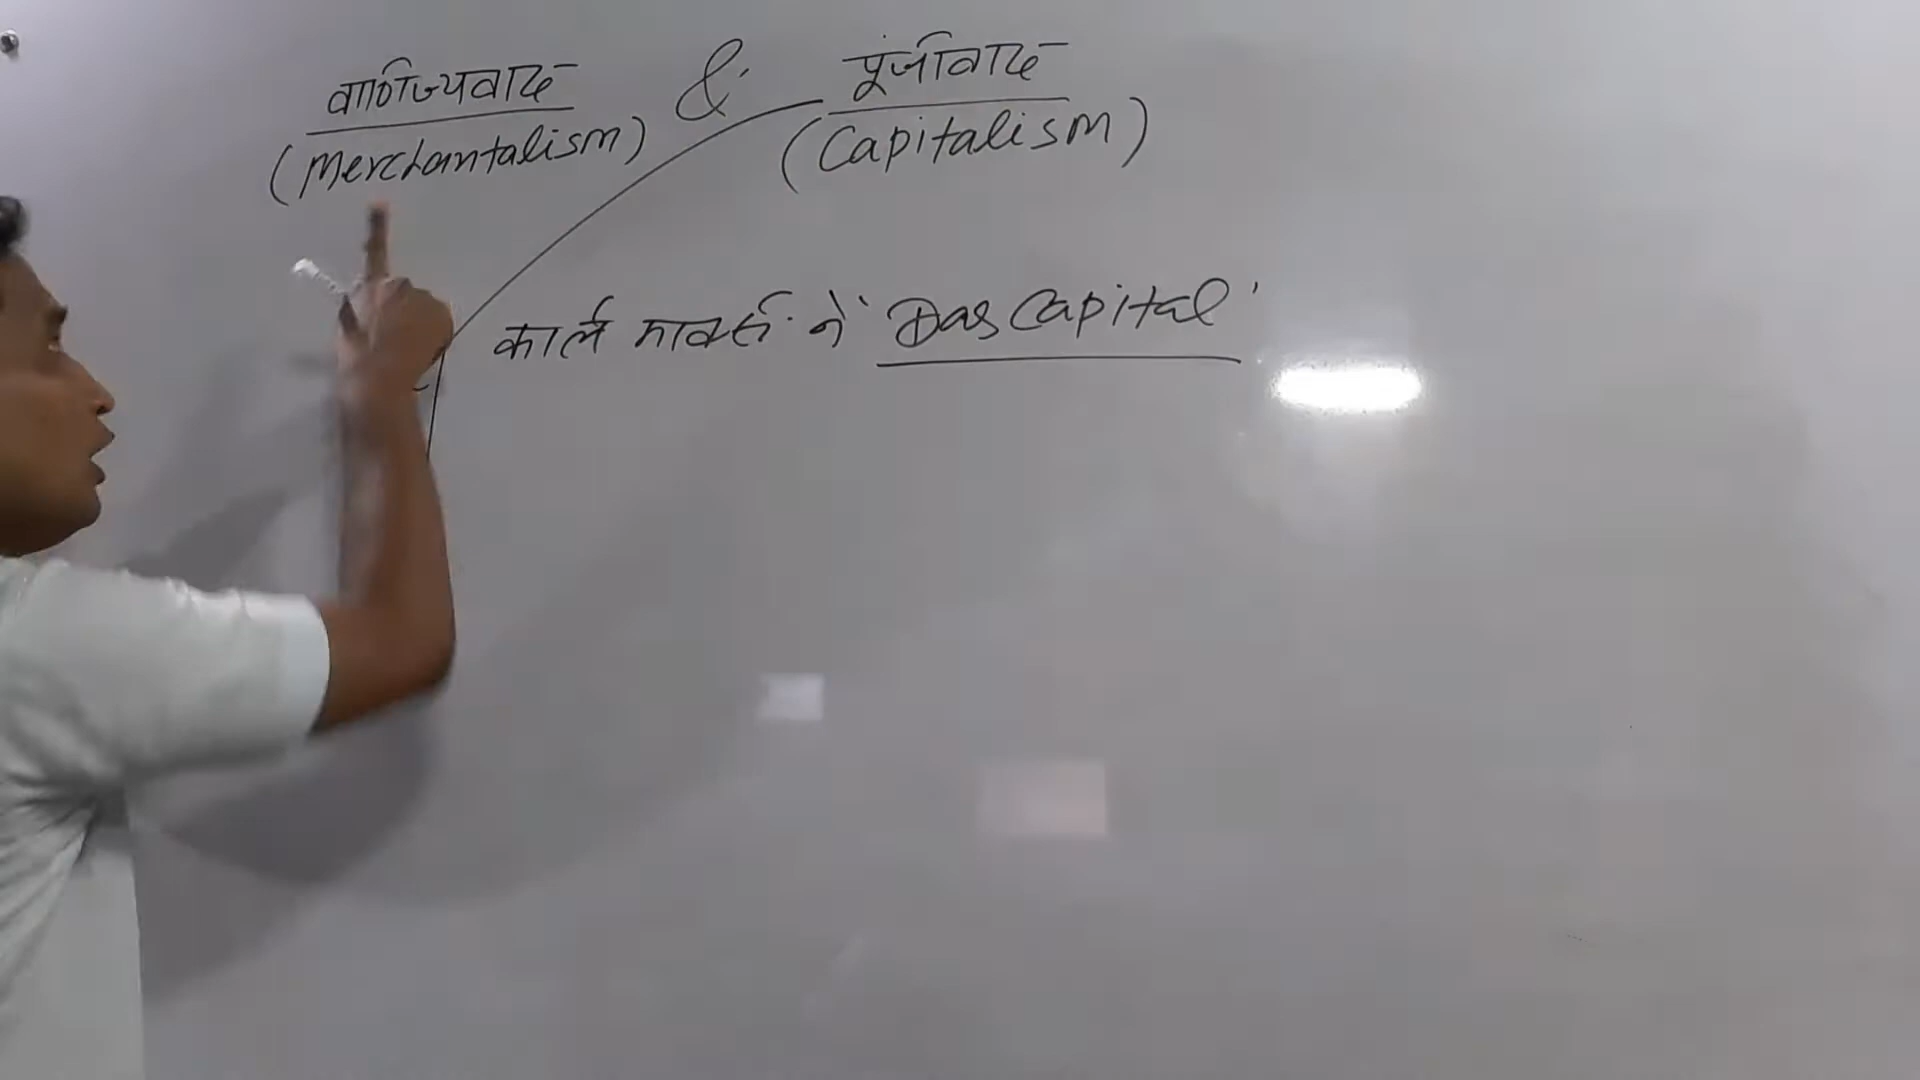 वाणिज्यवाद & पूंजीवाद
(Merchantalism) (Capitalism)
कार्ल मार्क्स ने 'Das Capital'